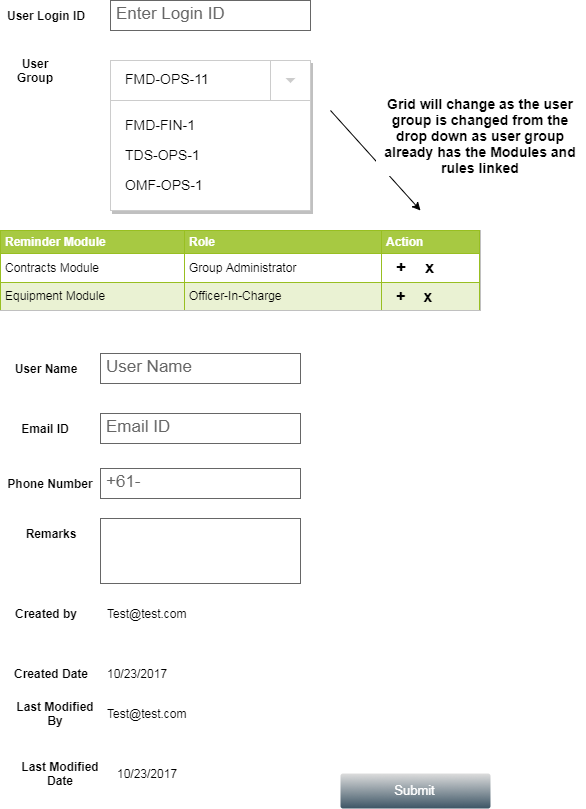 User Login ID
Enter Login ID
User
Group
FMD-OPS-11
FMD-FIN-1
TDS-OPS-1
OMF-OPS-1
Grid will change as the user
group is changed from the
drop down as user group
already has the Modules and
rules linked
Reminder Module Role Action
Contracts Module Group Administrator + x
Equipment Module Officer-In-Charge + x
User Name
User Name
Email ID
Email ID
Phone Number
+61-
Remarks
Created by
Test@test.com
Created Date
10/23/2017
Last Modified
By
Test@test.com
Last Modified
Date
10/23/2017
Submit